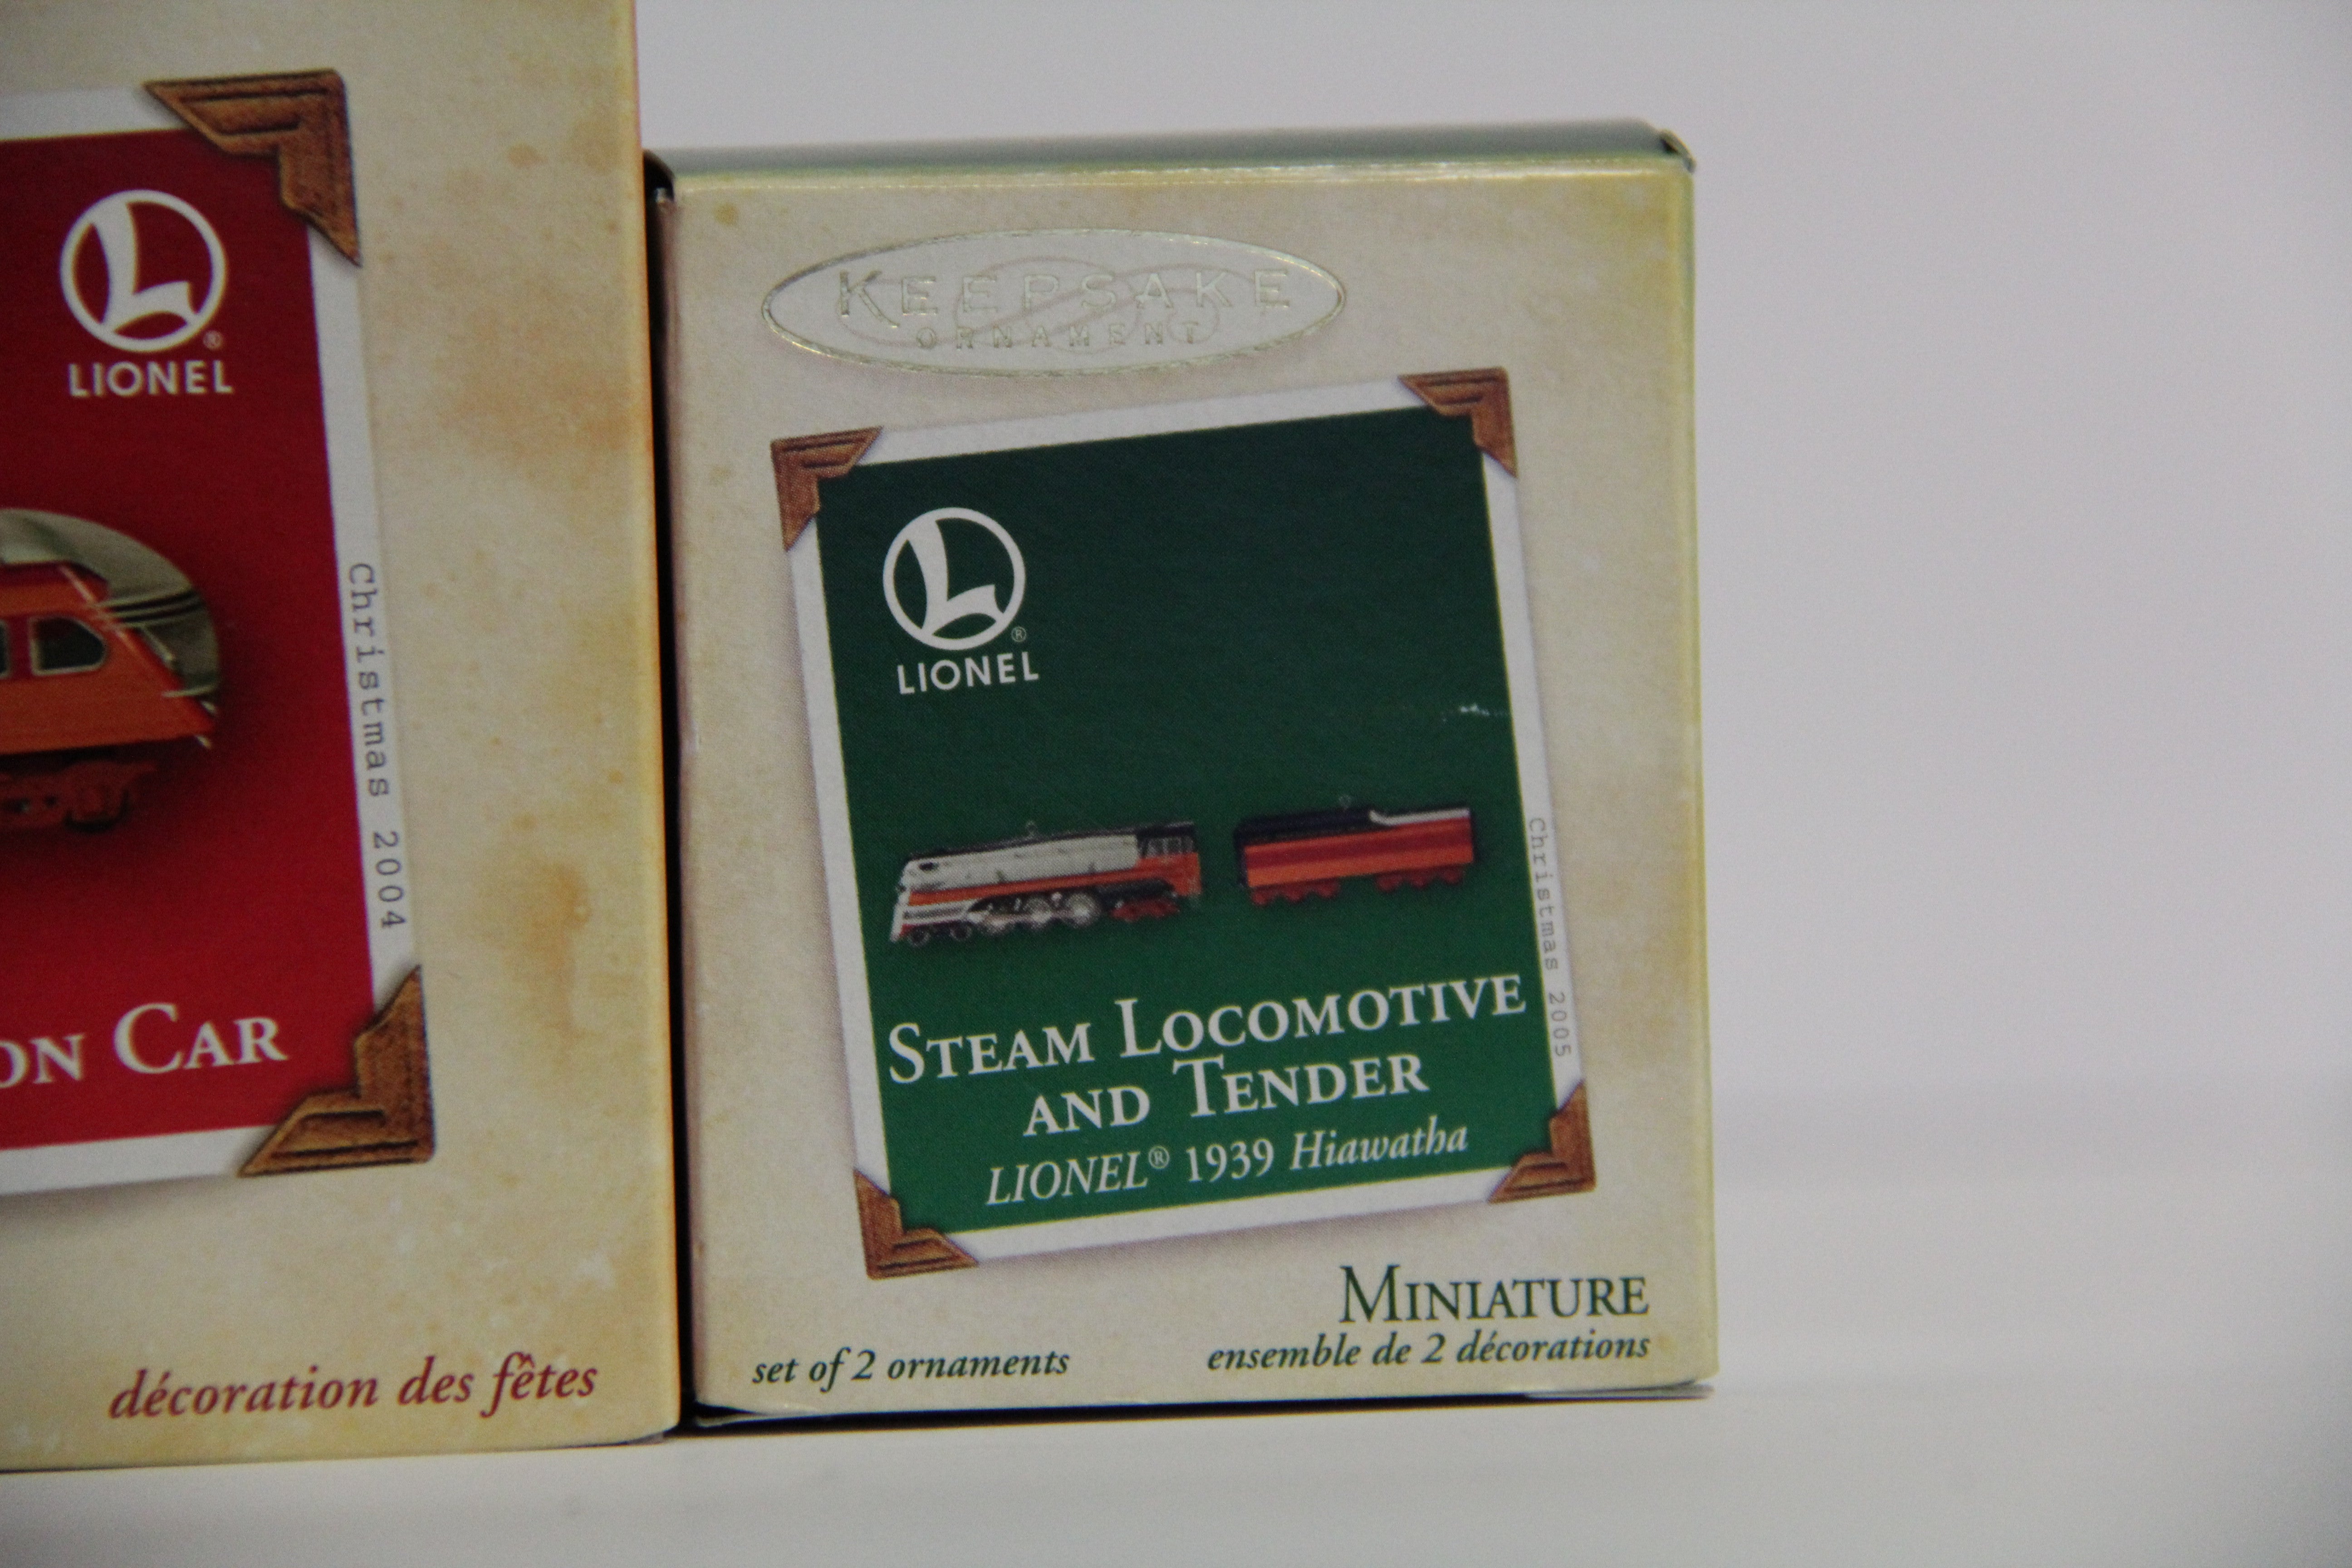 L
®
LIONEL
Christmas 2004
ON CAR
décoration des fêtes
KEEPSAKE
ORNAMENT
L
®
LIONEL
Christmas 2005
STEAM LOCOMOTIVE
AND TENDER
LIONEL® 1939 Hiawatha
MINIATURE
set of 2 ornaments
ensemble de 2 décorations